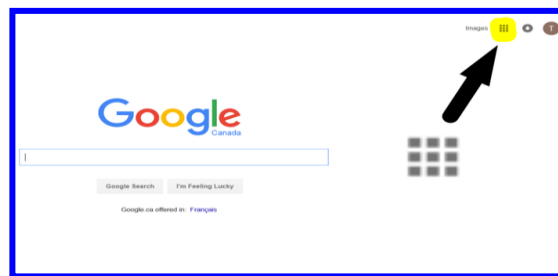 Images T
Google
Canada
Google Search I'm Feeling Lucky
Google.ca offered in: Français